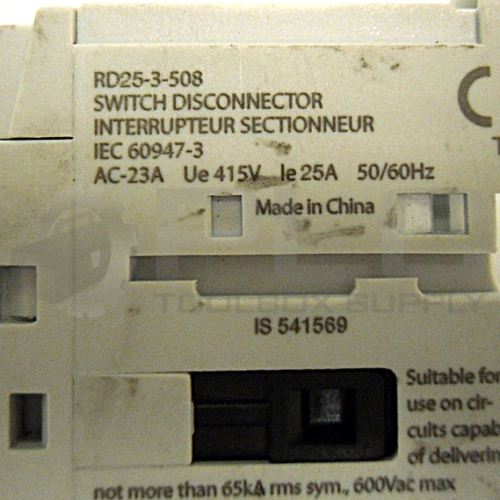 RD25-3-508
SWITCH DISCONNECTOR
INTERRUPTEUR SECTIONNEUR
IEC 60947-3
AC-23A Ue 415V Ie 25A 50/60Hz
Made in China
TOOLBOX SUPPLY
IS 541569
Suitable for
use on cir-
cuits capab
of deliverin
not more than 65kA rms sym., 600Vac max